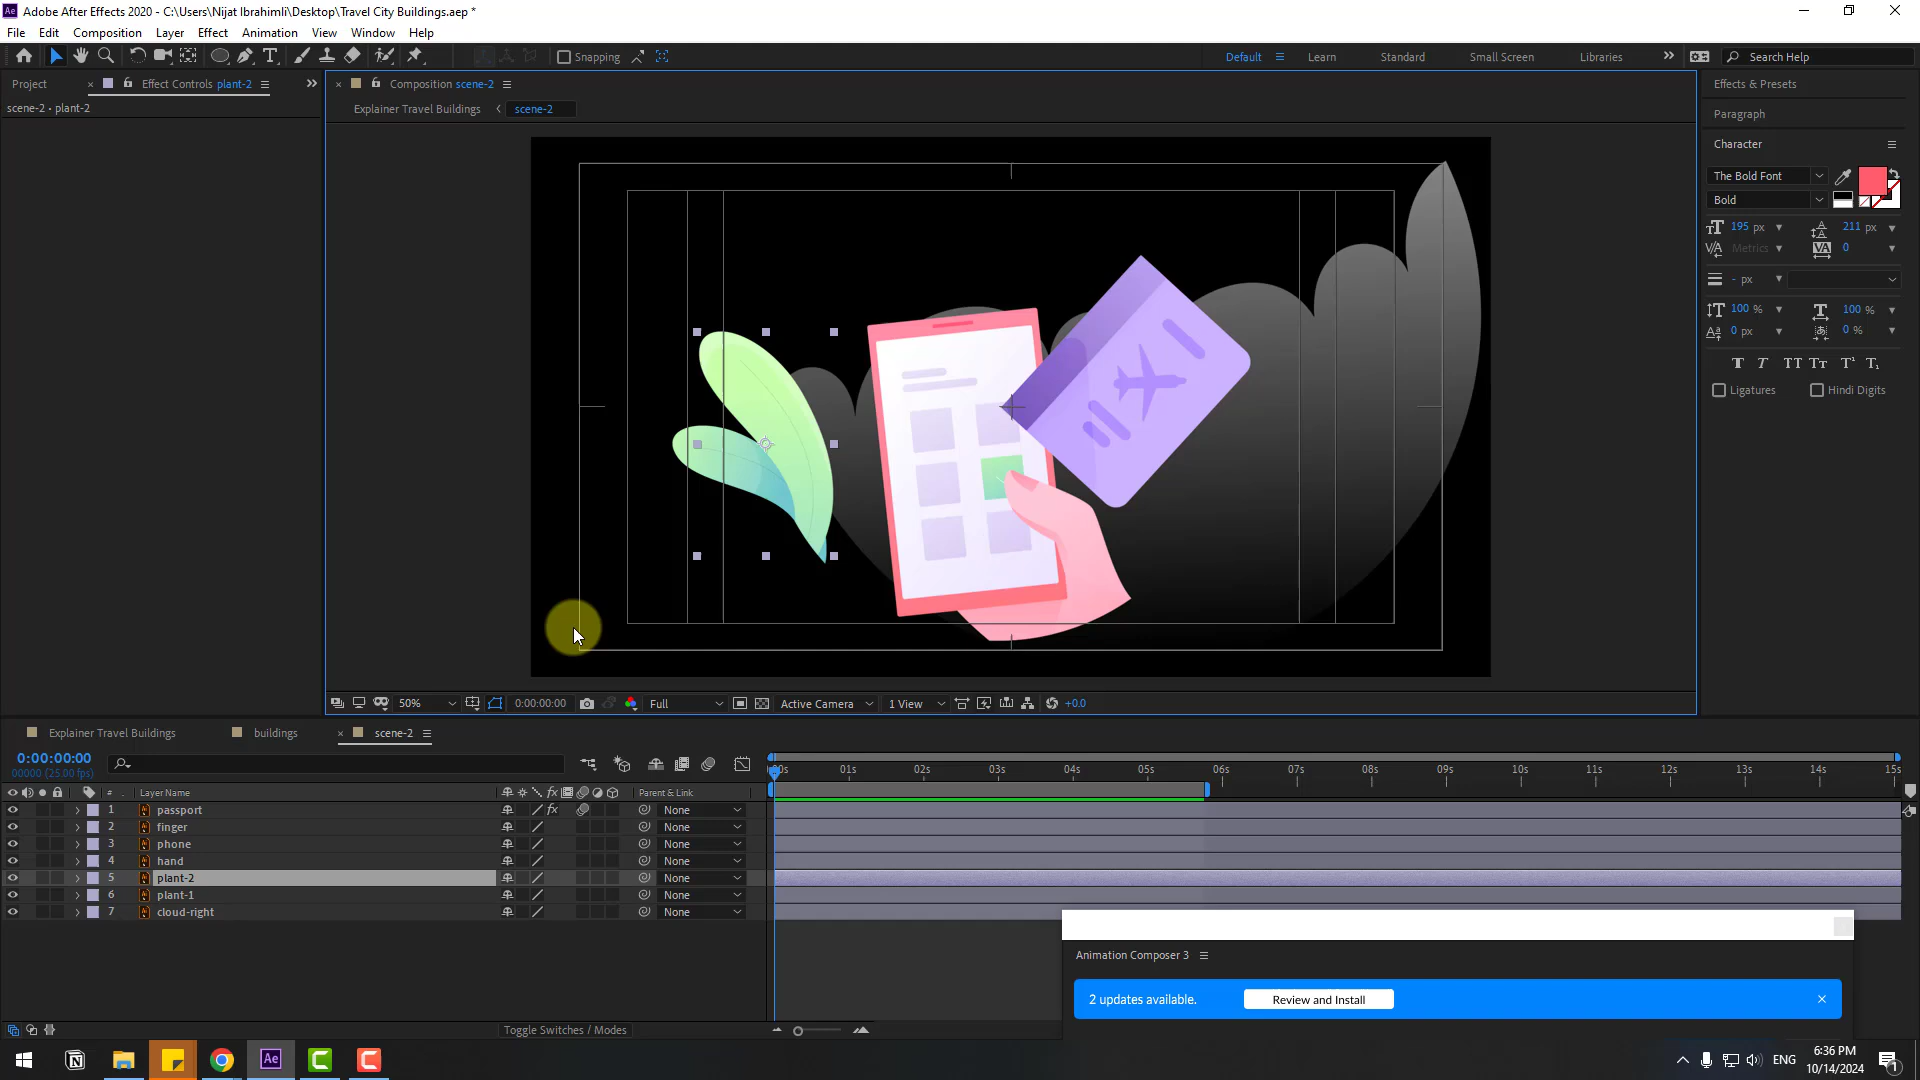 Adobe After Effects 2020 - C:\Users\Nijat Ibrahimli\Desktop\Travel City Buildings.aep *
File Edit Composition Layer Effect Animation View Window Help
Snapping
Default Learn Standard Small Screen Libraries Search Help
Project Effect Controls plant-2
scene-2 • plant-2
Composition scene-2
Explainer Travel Buildings scene-2
Effects & Presets
Paragraph
Character
The Bold Font
Bold
195 px 211 px
Metrics 0
- px
100 % 100 %
0 px 0 %
Ligatures Hindi Digits
50% 0:00:00:00 Full Active Camera 1 View +0.0
Explainer Travel Buildings buildings scene-2
0:00:00:00
00000 (25.00 fps)
# Layer Name Parent & Link
:00s 01s 02s 03s 04s 05s 06s 07s 08s 09s 10s 11s 12s 13s 14s 15s
1 passport None
2 finger None
3 phone None
4 hand None
5 plant-2 None
6 plant-1 None
7 cloud-right None
Animation Composer 3
2 updates available. Review and Install
Toggle Switches / Modes
ENG
6:36 PM
10/14/2024